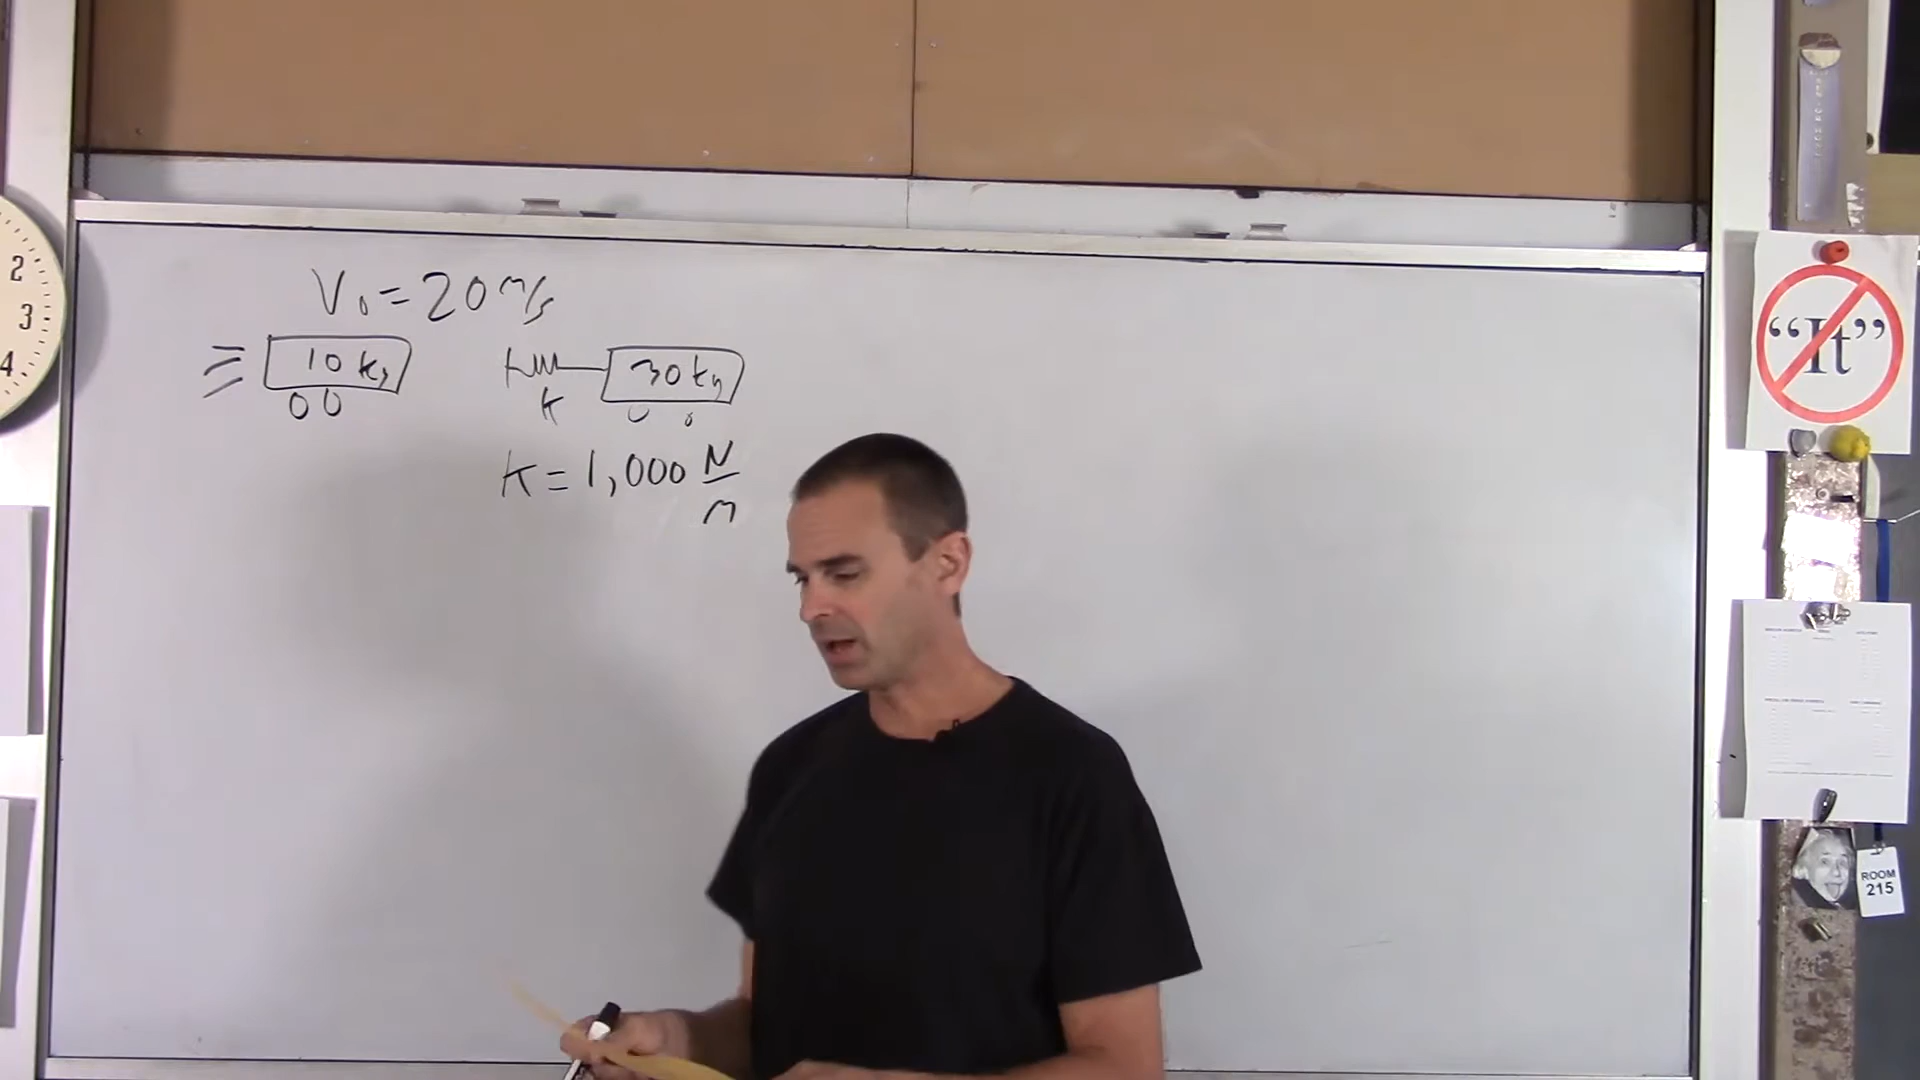 V₀ = 20 m/s
10 kg
30 kg
K
K = 1,000 N/m
2
3
4
“It”
ROOM
215